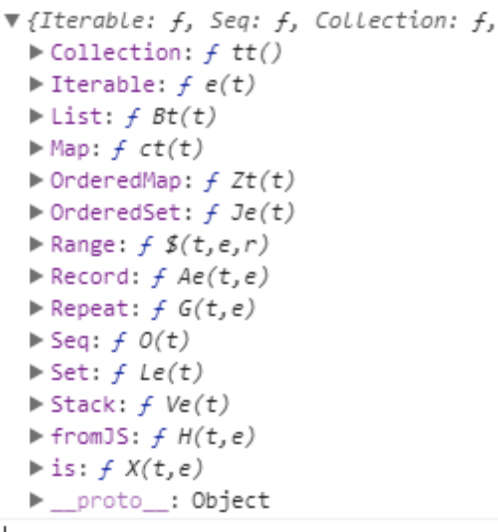 ▼ {Iterable: ƒ, Seq: ƒ, Collection: ƒ,
▶ Collection: ƒ tt()
▶ Iterable: ƒ e(t)
▶ List: ƒ Bt(t)
▶ Map: ƒ ct(t)
▶ OrderedMap: ƒ Zt(t)
▶ OrderedSet: ƒ Je(t)
▶ Range: ƒ $(t,e,r)
▶ Record: ƒ Ae(t,e)
▶ Repeat: ƒ G(t,e)
▶ Seq: ƒ O(t)
▶ Set: ƒ Le(t)
▶ Stack: ƒ Ve(t)
▶ fromJS: ƒ H(t,e)
▶ is: ƒ X(t,e)
▶ __proto__: Object